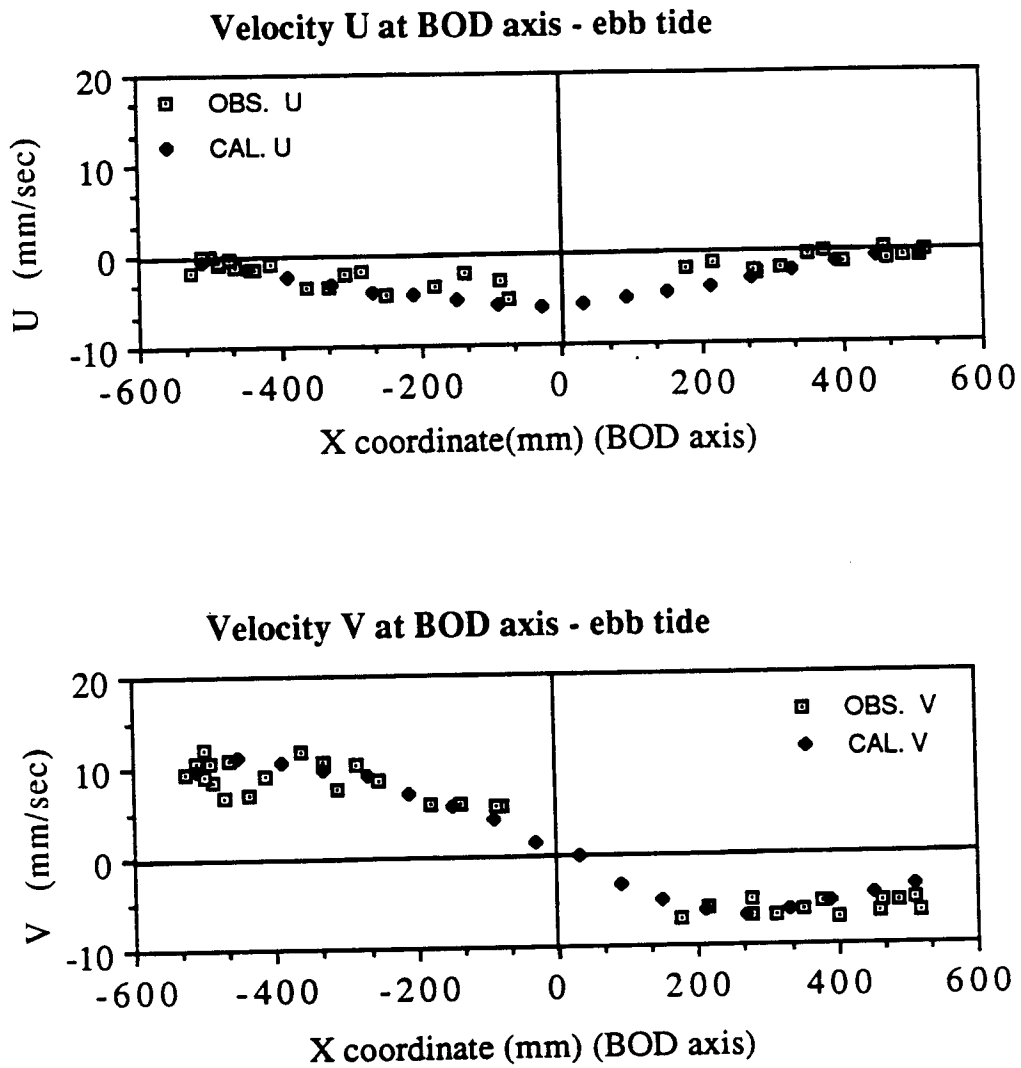 Velocity U at BOD axis - ebb tide
20
OBS. U
CAL. U
10
0
-10
U (mm/sec)
-600 -400 -200 0 200 400 600
X coordinate(mm) (BOD axis)
Velocity V at BOD axis - ebb tide
20
OBS. V
CAL. V
10
0
-10
V (mm/sec)
-600 -400 -200 0 200 400 600
X coordinate (mm) (BOD axis)